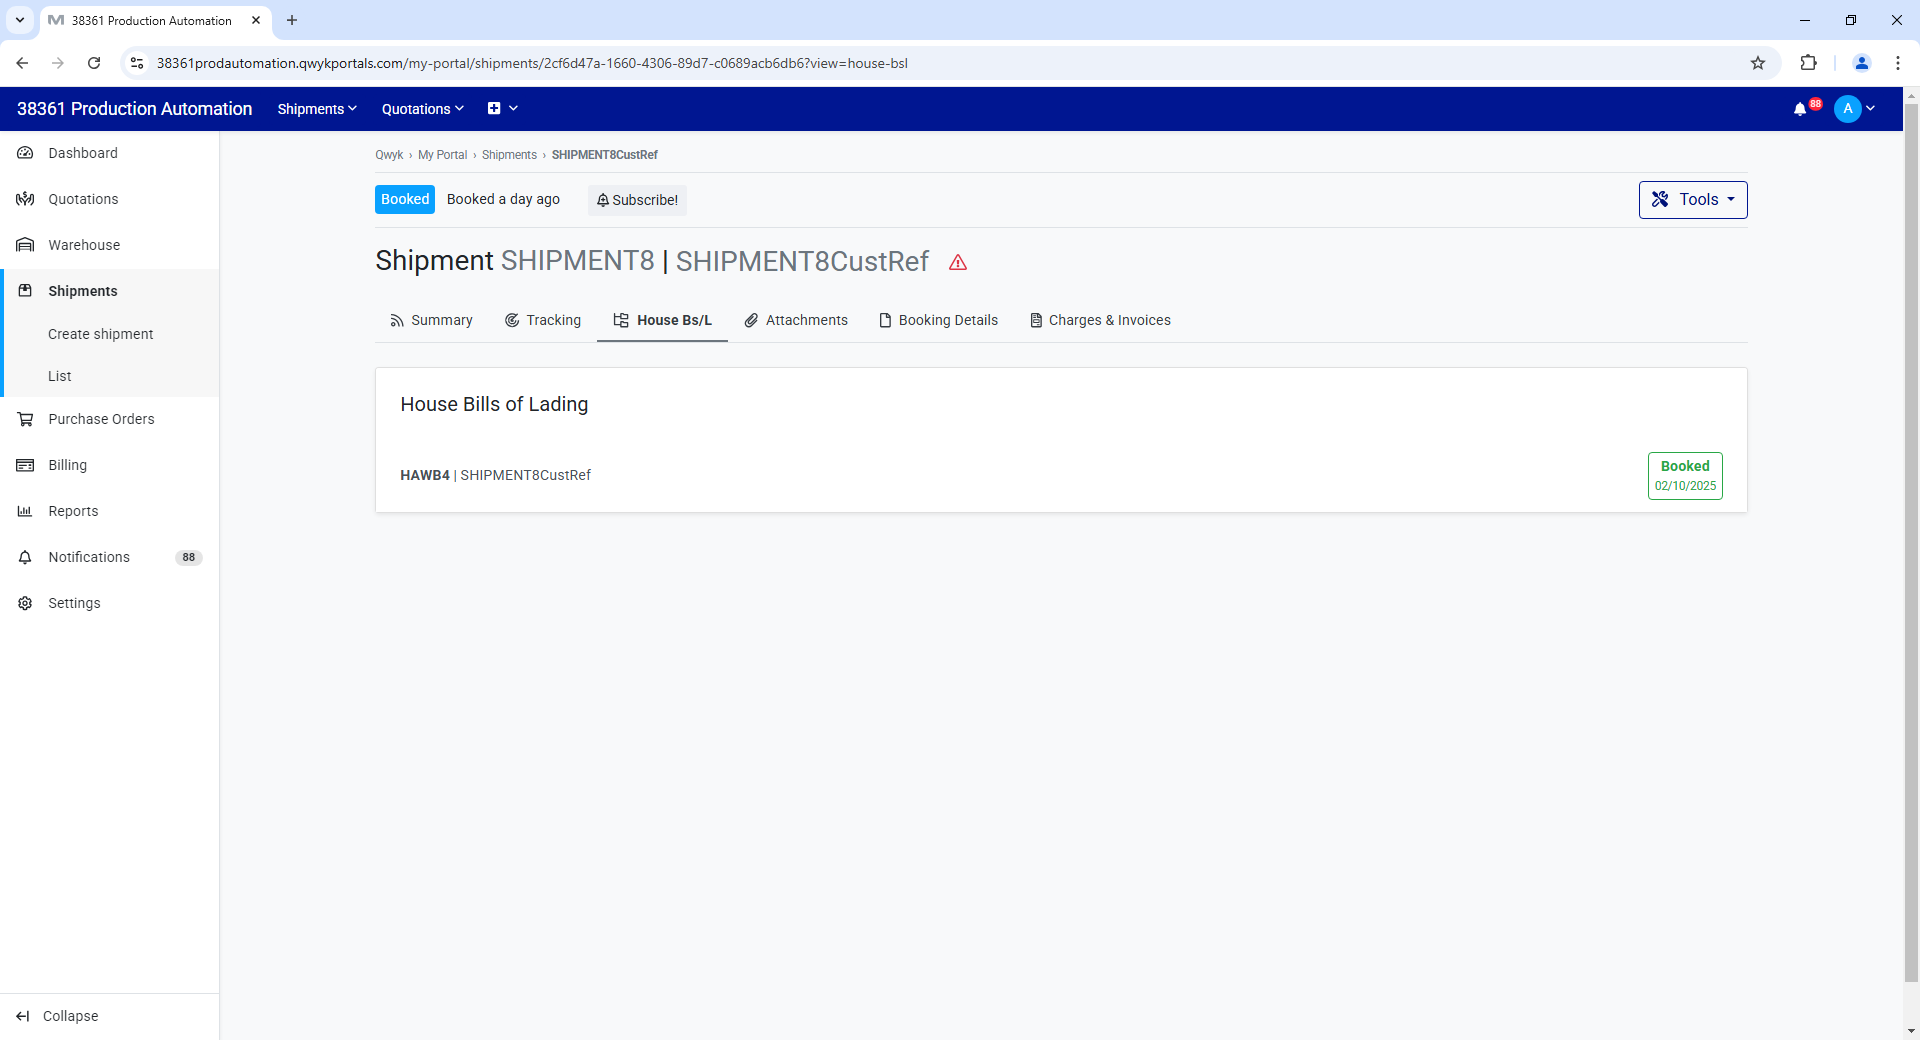 38361 Production Automation
38361prodautomation.qwykportals.com/my-portal/shipments/2cf6d47a-1660-4306-89d7-c0689acb6db6?view=house-bsl
38361 Production Automation
Shipments
Quotations
88
A
Dashboard
Quotations
Warehouse
Shipments
Create shipment
List
Purchase Orders
Billing
Reports
Notifications 88
Settings
Collapse
Qwyk › My Portal › Shipments › SHIPMENT8CustRef
Booked Booked a day ago Subscribe!
Tools
Shipment SHIPMENT8 | SHIPMENT8CustRef
Summary Tracking House Bs/L Attachments Booking Details Charges & Invoices
House Bills of Lading
HAWB4 | SHIPMENT8CustRef
Booked
02/10/2025